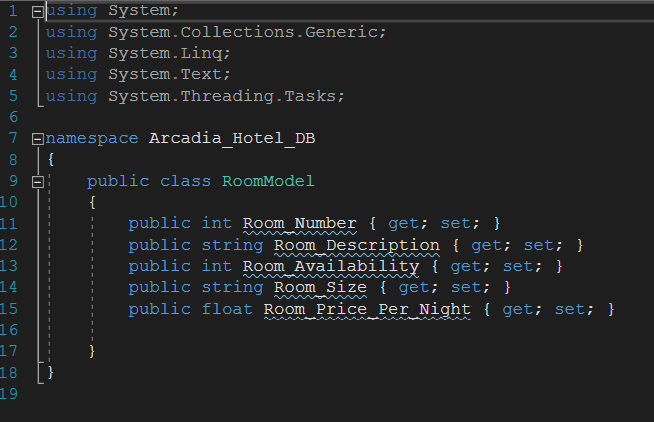 1 using System;
2 using System.Collections.Generic;
3 using System.Linq;
4 using System.Text;
5 using System.Threading.Tasks;
6
7 namespace Arcadia_Hotel_DB
8 {
9 public class RoomModel
10 {
11 public int Room_Number { get; set; }
12 public string Room_Description { get; set; }
13 public int Room_Availability { get; set; }
14 public string Room_Size { get; set; }
15 public float Room_Price_Per_Night { get; set; }
16
17 }
18 }
19